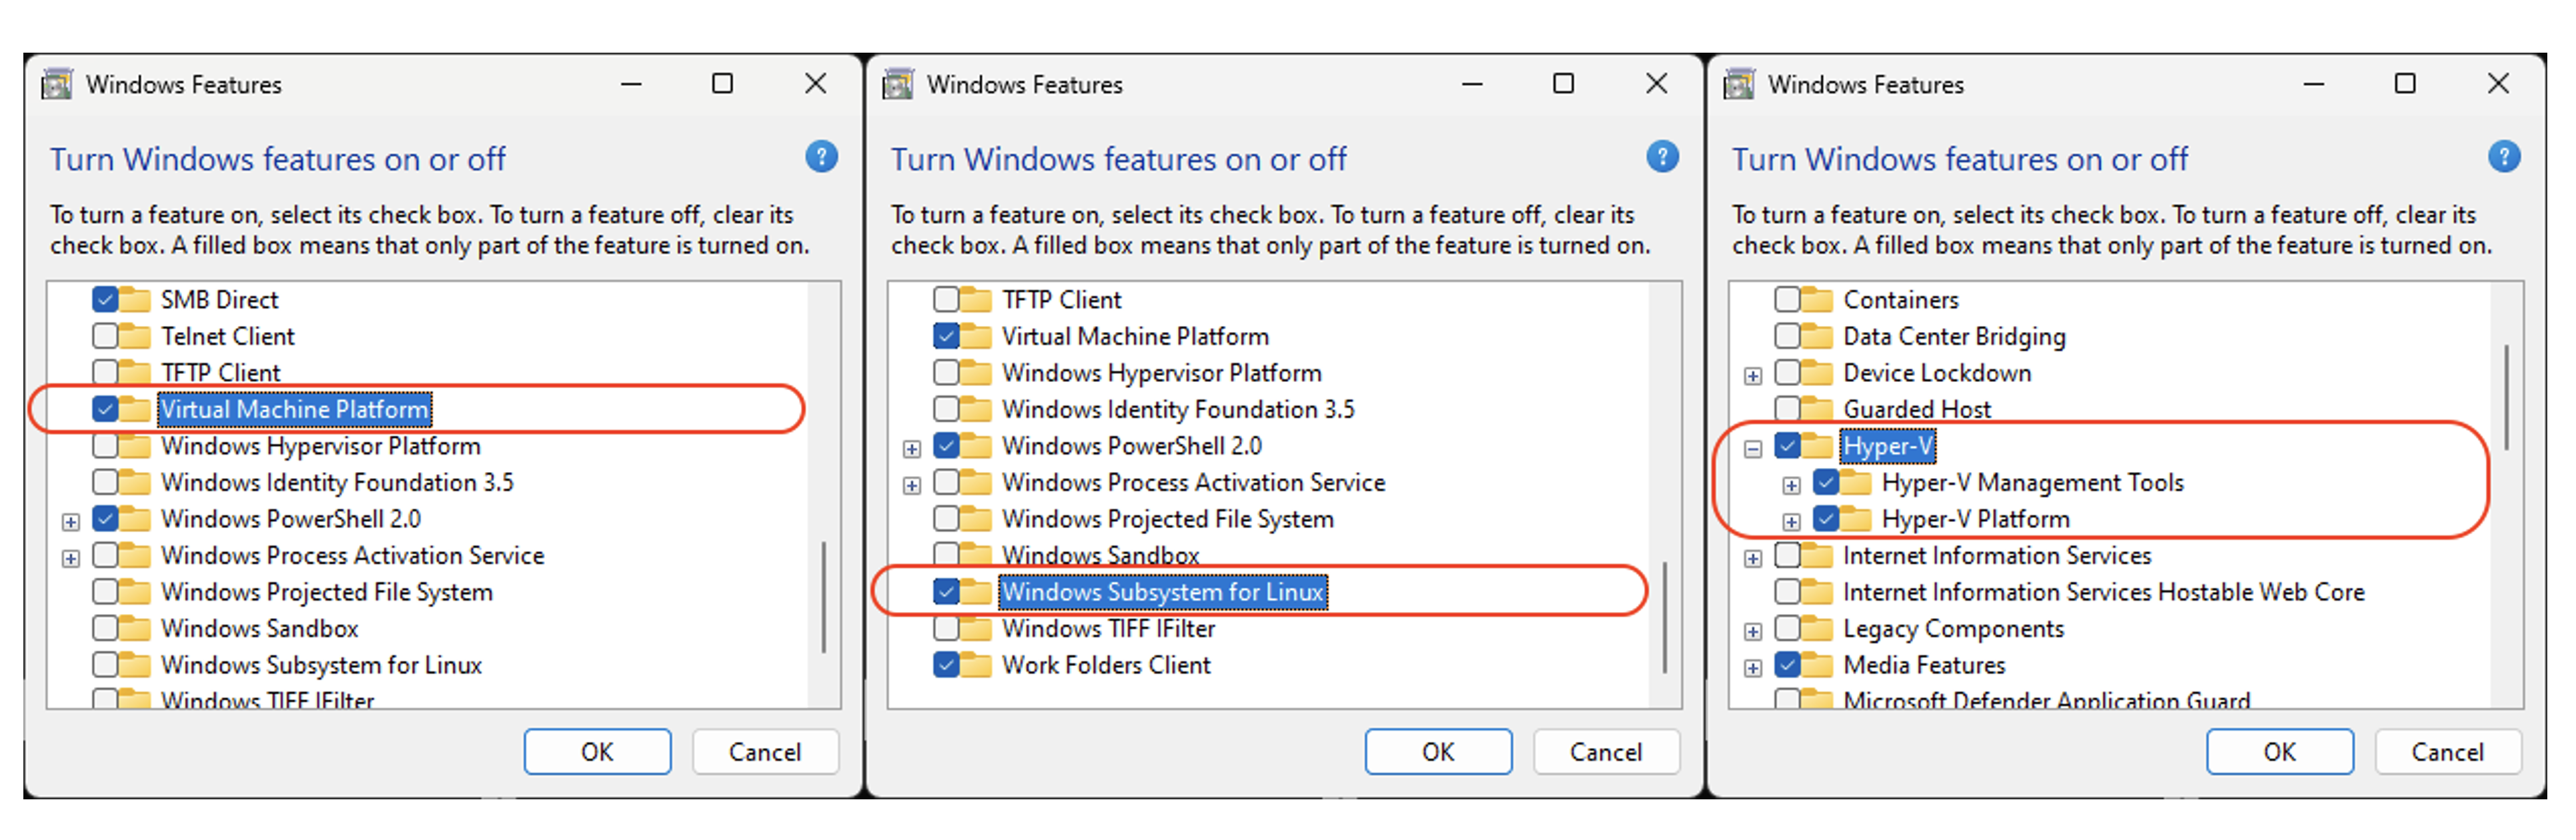 Windows Features
Turn Windows features on or off
?
To turn a feature on, select its check box. To turn a feature off, clear its
check box. A filled box means that only part of the feature is turned on.
SMB Direct
Telnet Client
TFTP Client
Virtual Machine Platform
Windows Hypervisor Platform
Windows Identity Foundation 3.5
Windows PowerShell 2.0
Windows Process Activation Service
Windows Projected File System
Windows Sandbox
Windows Subsystem for Linux
Windows TIFF IFilter
OK
Cancel
Windows Features
Turn Windows features on or off
?
To turn a feature on, select its check box. To turn a feature off, clear its
check box. A filled box means that only part of the feature is turned on.
TFTP Client
Virtual Machine Platform
Windows Hypervisor Platform
Windows Identity Foundation 3.5
Windows PowerShell 2.0
Windows Process Activation Service
Windows Projected File System
Windows Sandbox
Windows Subsystem for Linux
Windows TIFF IFilter
Work Folders Client
OK
Cancel
Windows Features
Turn Windows features on or off
?
To turn a feature on, select its check box. To turn a feature off, clear its
check box. A filled box means that only part of the feature is turned on.
Containers
Data Center Bridging
Device Lockdown
Guarded Host
Hyper-V
Hyper-V Management Tools
Hyper-V Platform
Internet Information Services
Internet Information Services Hostable Web Core
Legacy Components
Media Features
Microsoft Defender Application Guard
OK
Cancel